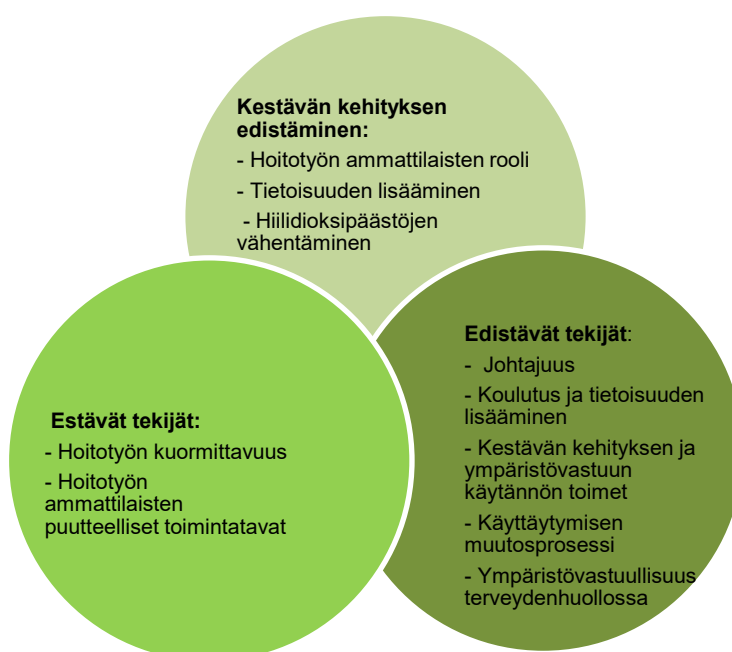 Kestävän kehityksen
edistäminen:
- Hoitotyön ammattilaisten rooli
- Tietoisuuden lisääminen
- Hiilidioksipäästöjen
vähentäminen
Estävät tekijät:
- Hoitotyön kuormittavuus
- Hoitotyön
ammattilaisten
puutteelliset toimintatavat
Edistävät tekijät:
- Johtajuus
- Koulutus ja tietoisuuden
lisääminen
- Kestävän kehityksen ja
ympäristövastuun
käytännön toimet
- Käyttäytymisen
muutosprosessi
- Ympäristövastuullisuus
terveydenhuollossa